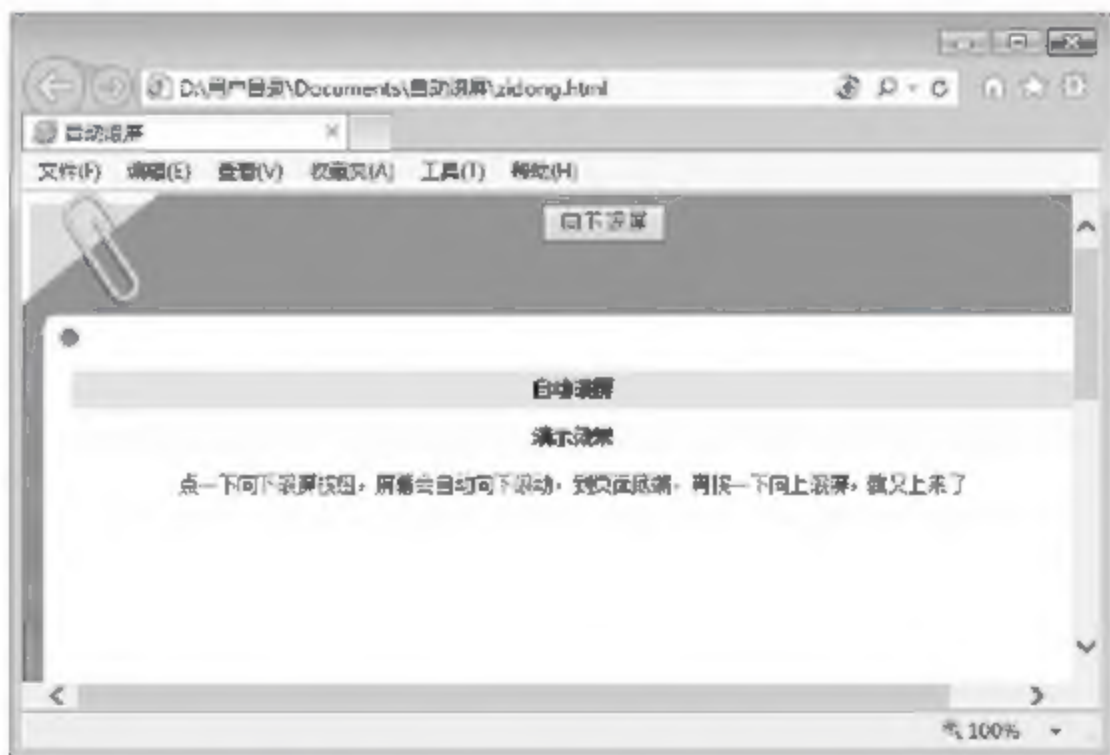 D:\用户目录\Documents\自动滚屏\zidong.html
自动滚屏
文件(F) 编辑(E) 查看(V) 收藏夹(A) 工具(T) 帮助(H)
向下滚屏
自动滚屏
演示效果
点一下向下滚屏按钮，屏幕会自动向下滚动，到页面底端，再按一下向上滚屏，就又上来了
100%